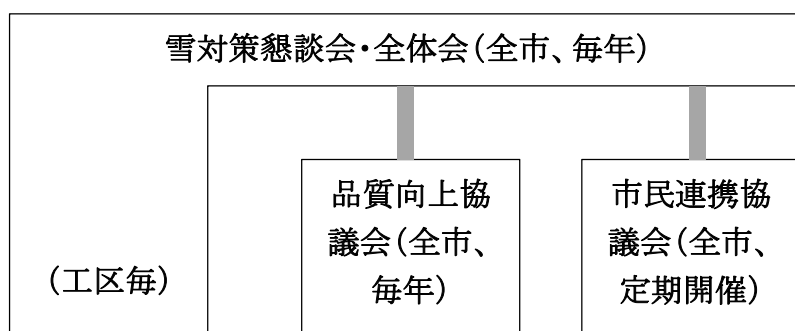 雪対策懇談会・全体会(全市、毎年)
品質向上協
議会(全市、
毎年)
市民連携協
議会(全市、
定期開催)
(工区毎)